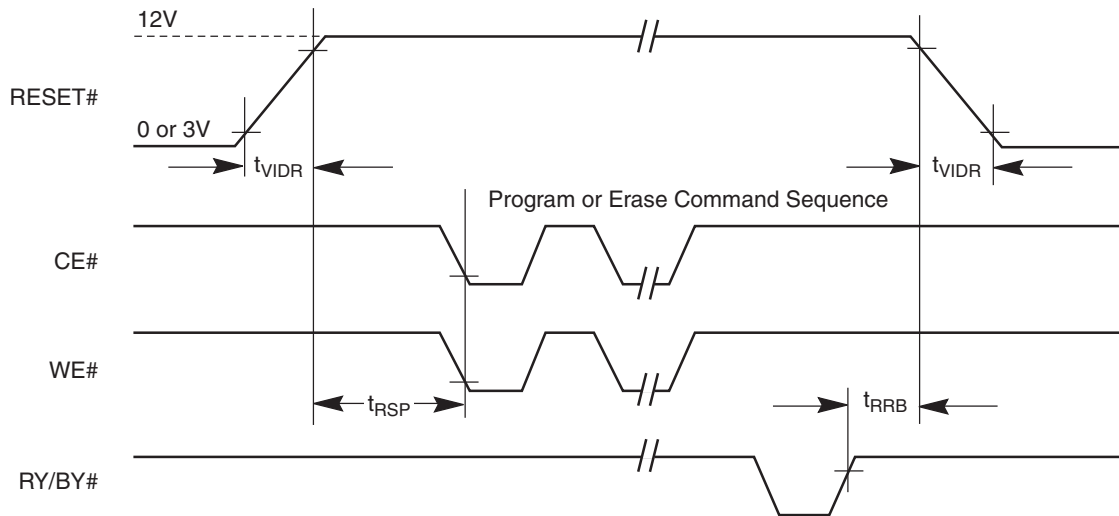 12V
RESET#
0 or 3V
tVIDR
tVIDR
Program or Erase Command Sequence
CE#
WE#
tRSP
tRRB
RY/BY#